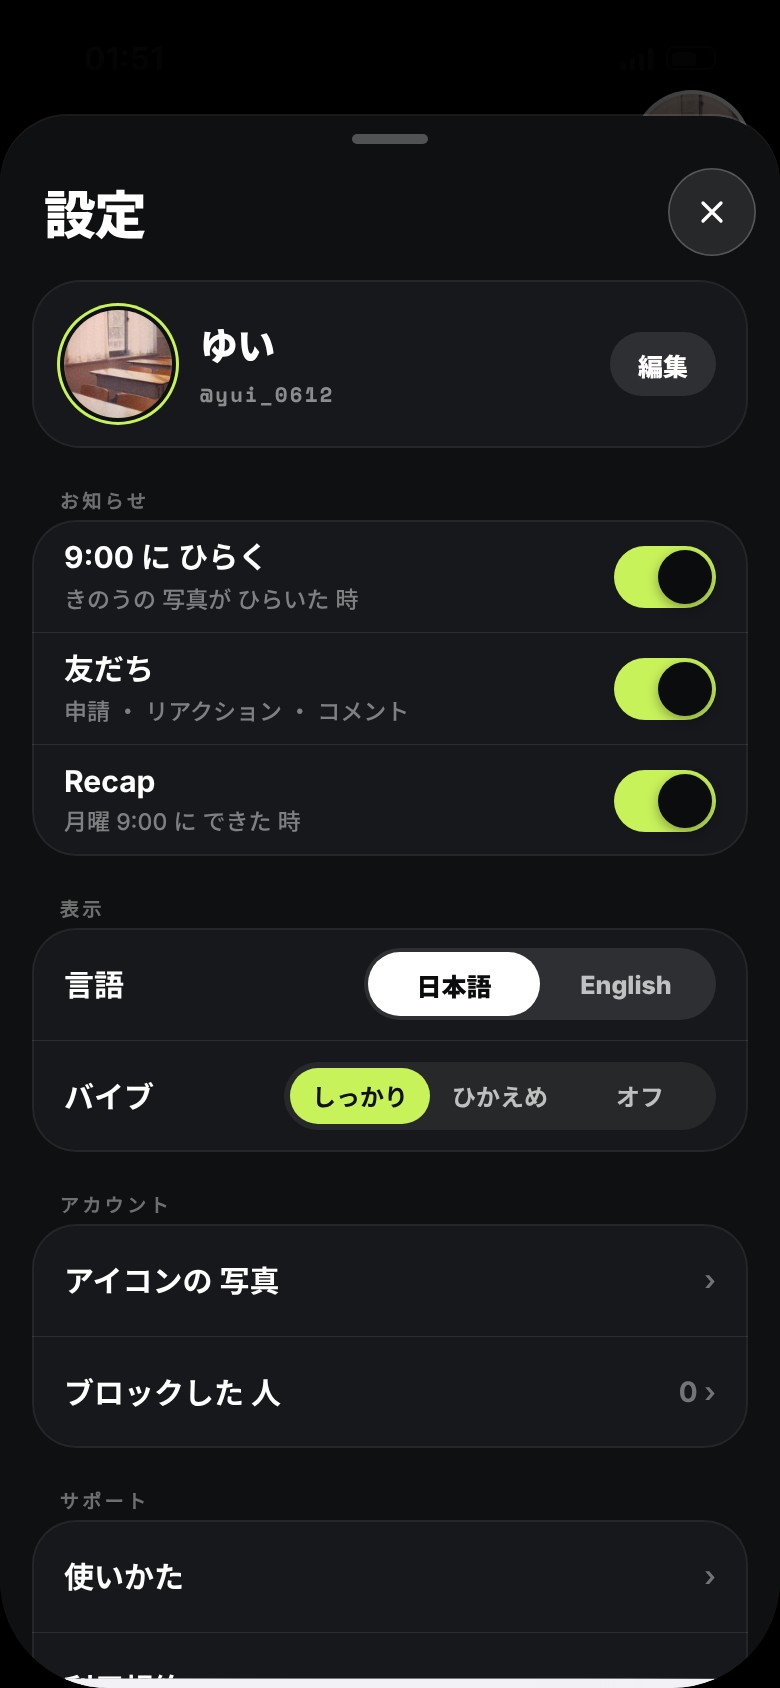 01:51
設定
ゆい
@yui_0612
編集
お知らせ
9:00 に ひらく
きのうの 写真が ひらいた 時
友だち
申請 ・ リアクション ・ コメント
Recap
月曜 9:00 に できた 時
表示
言語
日本語
English
バイブ
しっかり
ひかえめ
オフ
アカウント
アイコンの 写真
ブロックした 人
0
サポート
使いかた